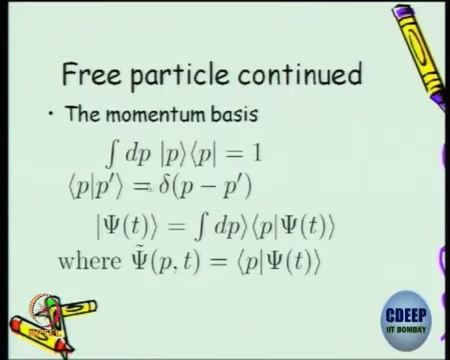 Free particle continued
• The momentum basis
∫ dp |p⟩⟨p| = 1
⟨p|p′⟩ = δ(p − p′)
|Ψ(t)⟩ = ∫ dp⟩⟨p|Ψ(t)⟩
where Ψ̃(p, t) = ⟨p|Ψ(t)⟩
CDEEP
IIT BOMBAY